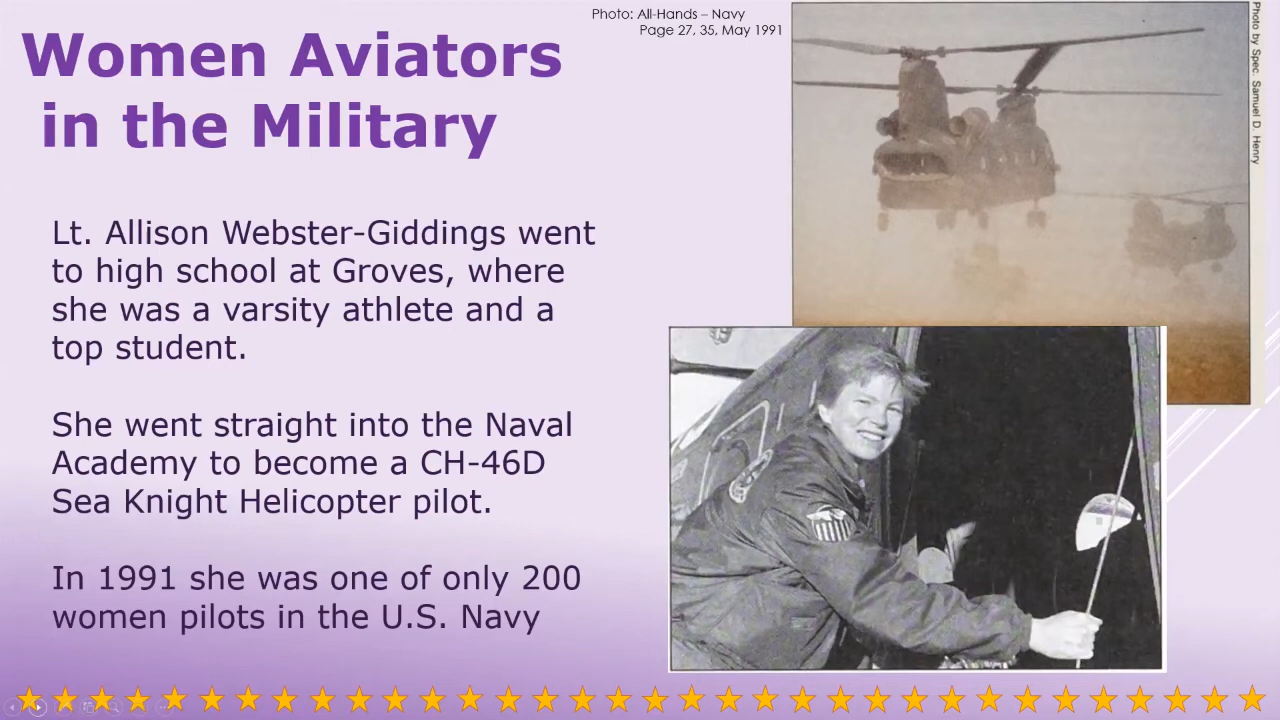 Women Aviators
in the Military
Photo: All-Hands – Navy
Page 27, 35, May 1991
Photo by Spec. Samuel D. Henry
Lt. Allison Webster-Giddings went
to high school at Groves, where
she was a varsity athlete and a
top student.
She went straight into the Naval
Academy to become a CH-46D
Sea Knight Helicopter pilot.
In 1991 she was one of only 200
women pilots in the U.S. Navy